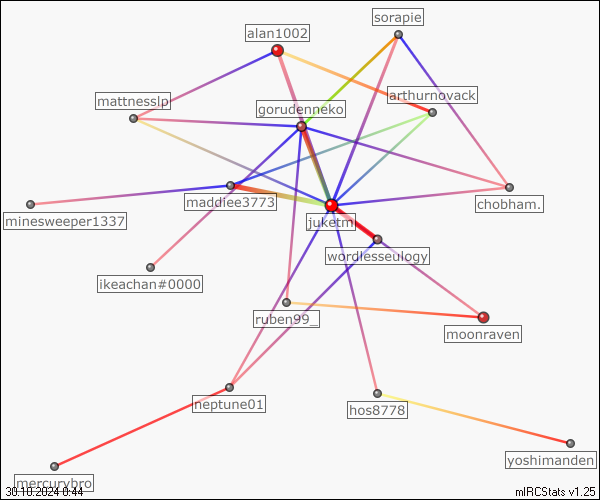 sorapie
alan1002
arthurnovack
mattnesslp
gorudenneko
maddiee3773
chobham.
minesweeper1337
juketm
wordlesseulogy
ikeachan#0000
ruben99_
moonraven
neptune01
hos8778
yoshimanden
mercurybro
30.10.2024 0:44
mIRCStats v1.25